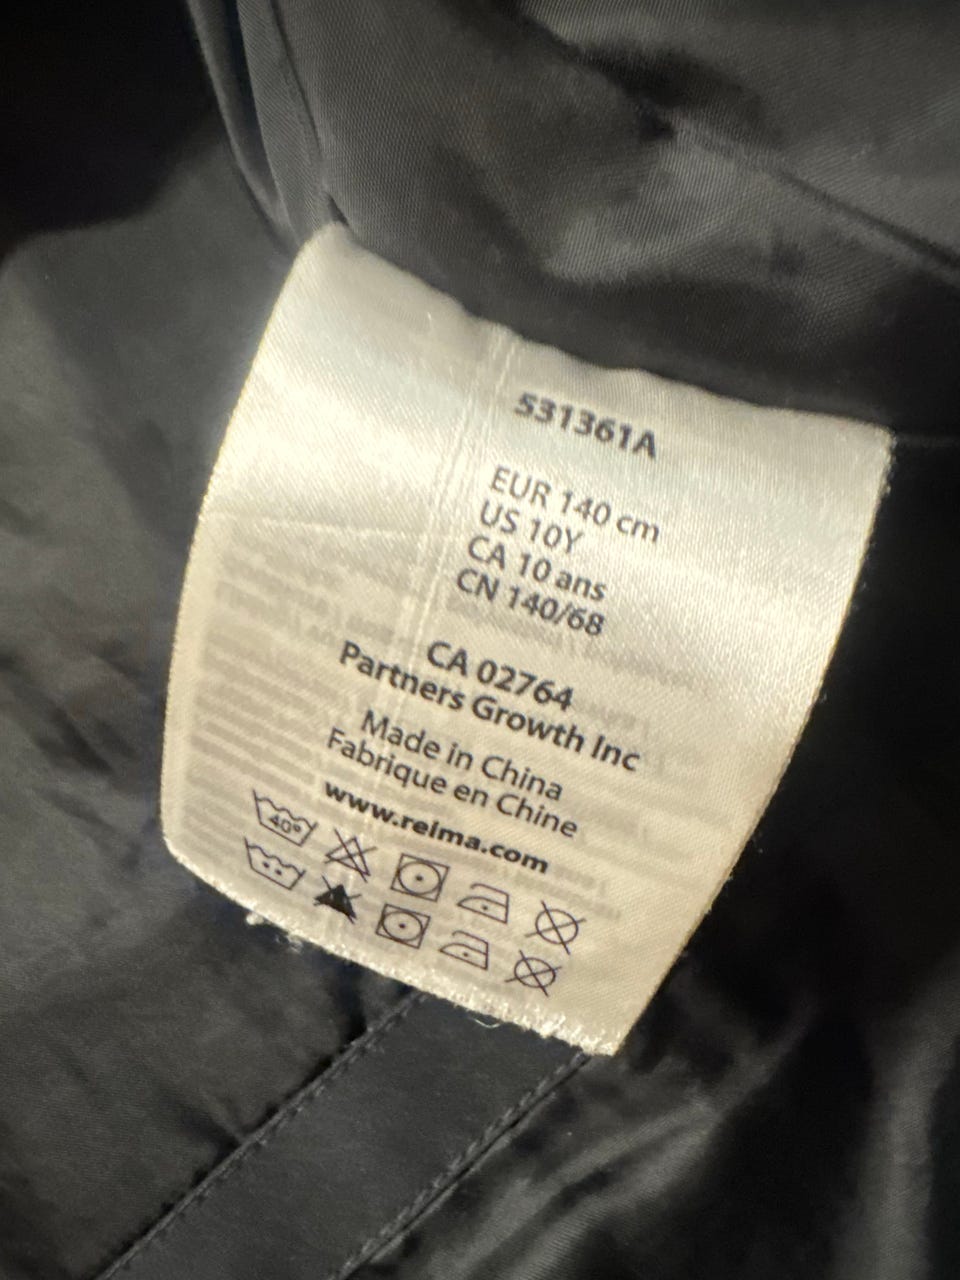 531361A
EUR 140 cm
US 10Y
CA 10 ans
CN 140/68
CA 02764
Partners Growth Inc
Made in China
Fabrique en Chine
www.reima.com
40°